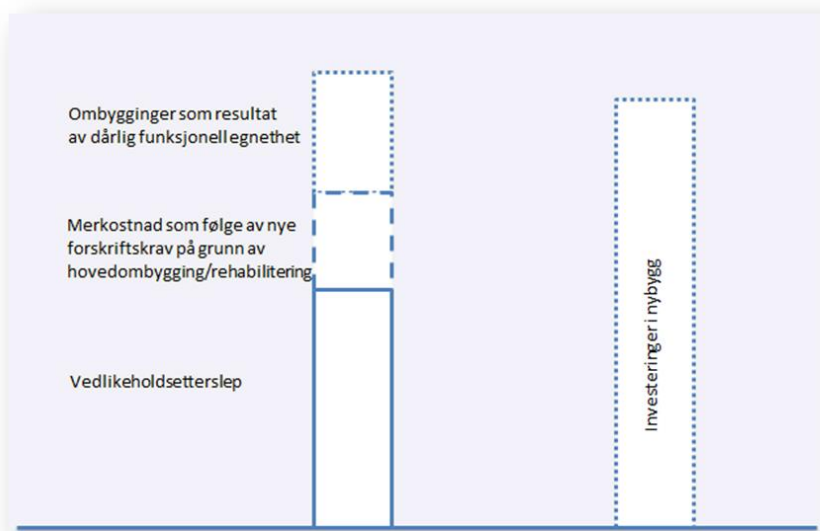 Ombygginger som resultat
av dårlig funksjonell egnethet
Merkostnad som følge av nye
forskriftskrav på grunn av
hovedombygging/rehabilitering
Vedlikeholdsetterslep
Investeringer i nybygg